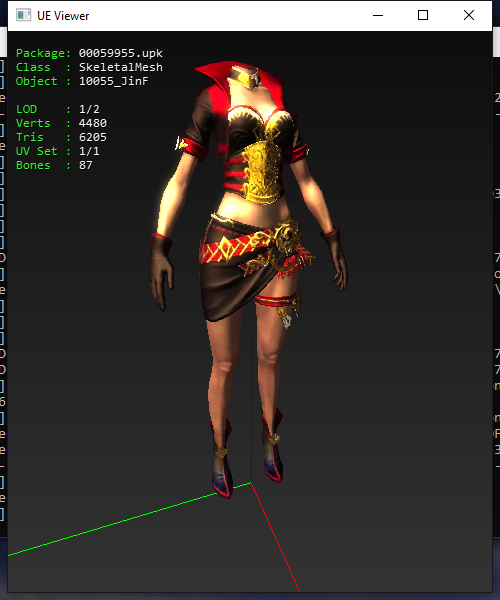 UE Viewer
Package: 00059955.upk
Class : SkeletalMesh
Object : 10055_JinF
LOD : 1/2
Verts : 4480
Tris : 6205
UV Set : 1/1
Bones : 87